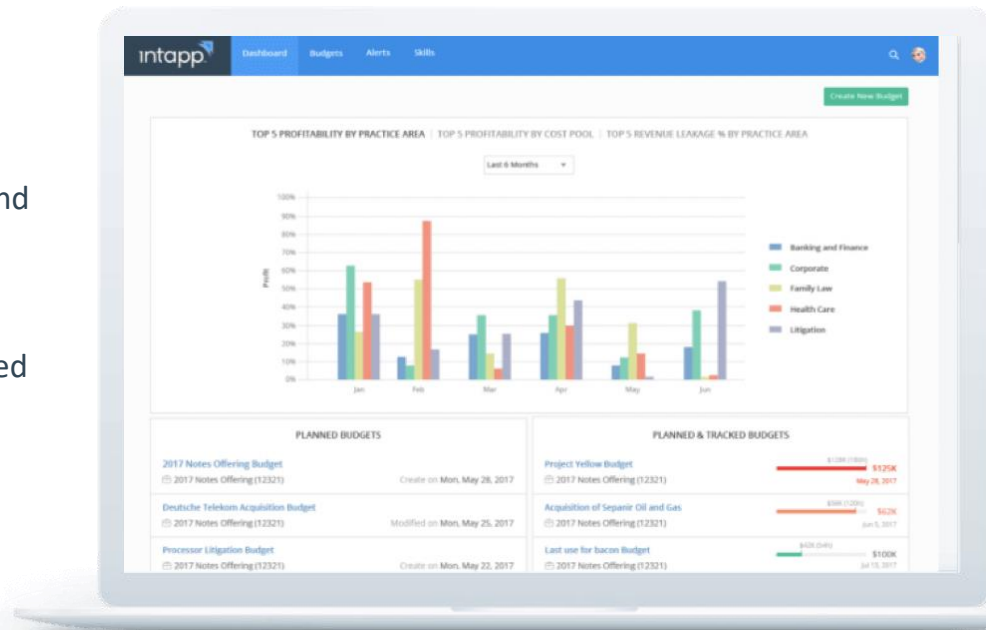 nd
ed
ıntapp
Dashboard Budgets Alerts Skills
Create New Budget
TOP 5 PROFITABILITY BY PRACTICE AREA | TOP 5 PROFITABILITY BY COST POOL | TOP 5 REVENUE LEAKAGE % BY PRACTICE AREA
Last 6 Months
100%
90%
80%
70%
60%
50%
40%
30%
20%
10%
0%
Profit
Jan Feb Mar Apr May Jun
Banking and Finance
Corporate
Family Law
Health Care
Litigation
PLANNED BUDGETS
2017 Notes Offering Budget
2017 Notes Offering (12321) Create on Mon, May 28, 2017
Deutsche Telekom Acquisition Budget
2017 Notes Offering (12321) Modified on Mon, May 25, 2017
Processor Litigation Budget
2017 Notes Offering (12321) Create on Mon, May 22, 2017
PLANNED & TRACKED BUDGETS
Project Yellow Budget $125K
2017 Notes Offering (12321) May 28, 2017
Acquisition of Sepanir Oil and Gas $62K
2017 Notes Offering (12321) Jun 5, 2017
Last use for bacon Budget $100K
2017 Notes Offering (12321) Jul 15, 2017